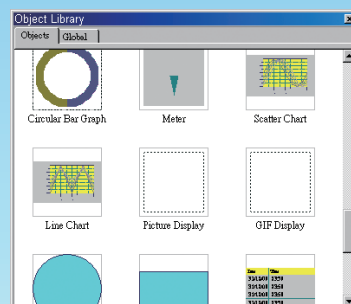 Object Library
Objects Global
Circular Bar Graph Meter Scatter Chart
Line Chart Picture Display GIF Display